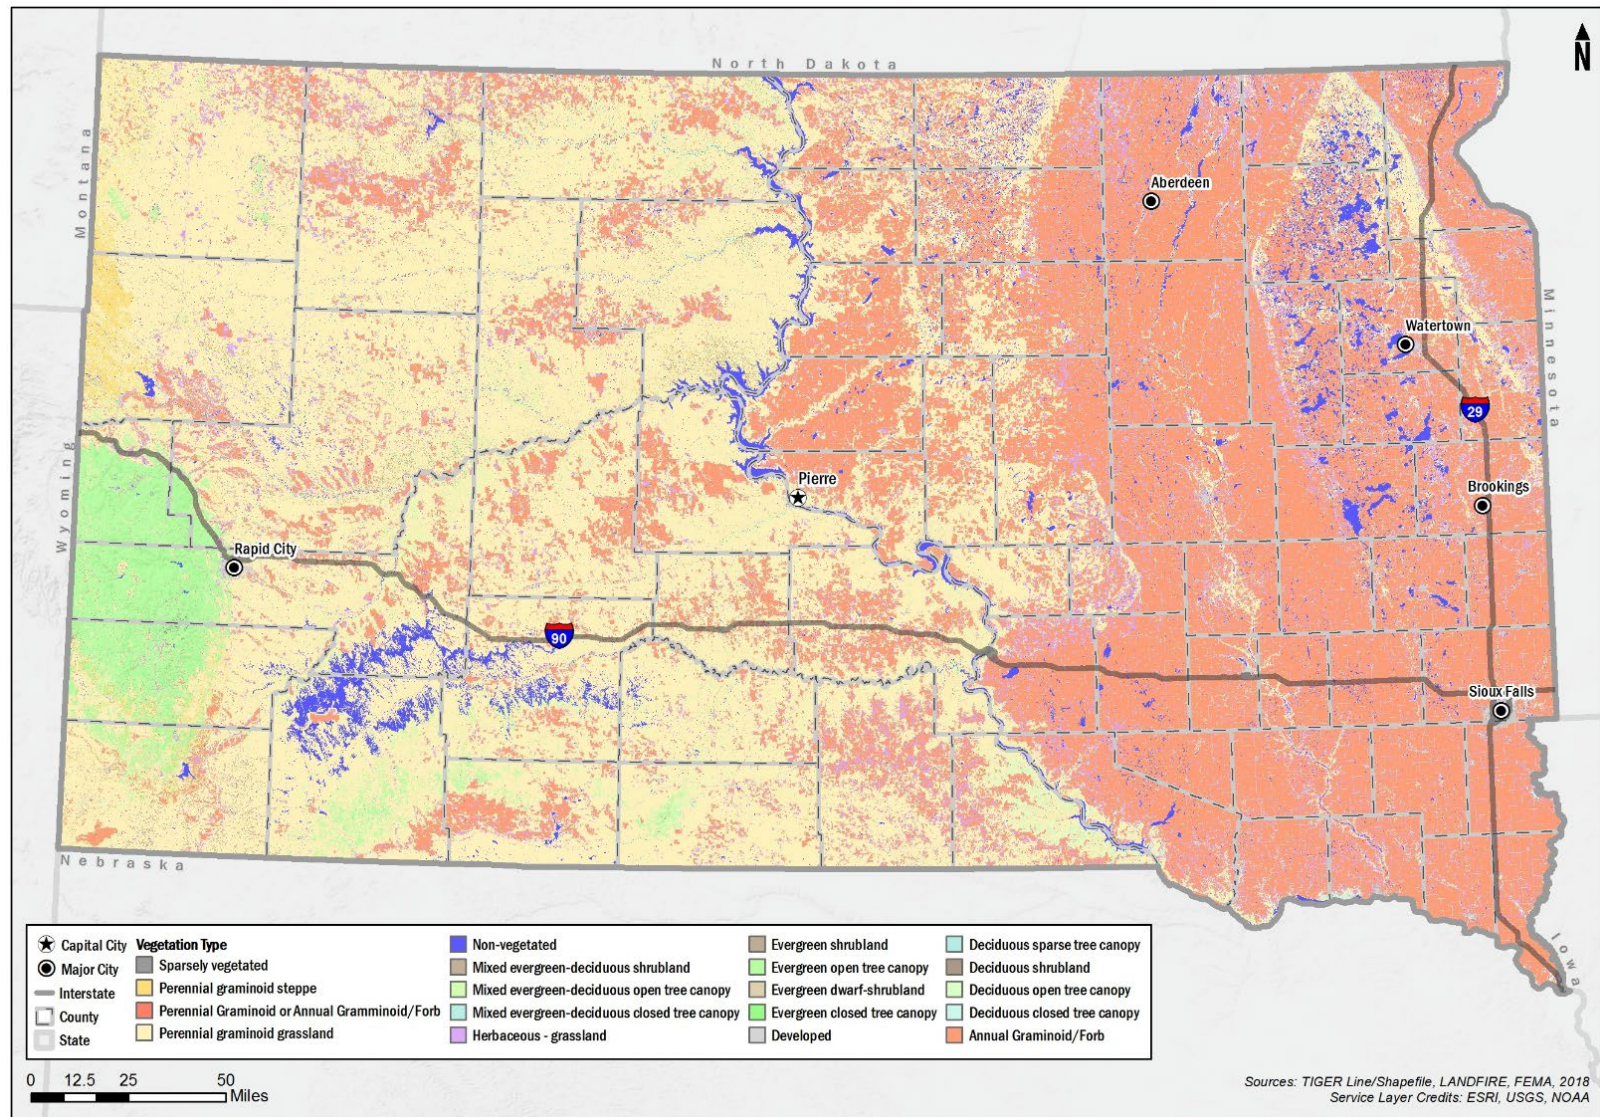 North Dakota
N
Montana
Aberdeen
Minnesota
Watertown
29
Wyoming
Pierre
Brookings
Rapid City
90
Sioux Falls
Nebraska
Iowa
Capital City
Major City
Interstate
County
State
Vegetation Type
Sparsely vegetated
Perennial graminoid steppe
Perennial Graminoid or Annual Gramminoid/Forb
Perennial graminoid grassland
Non-vegetated
Mixed evergreen-deciduous shrubland
Mixed evergreen-deciduous open tree canopy
Mixed evergreen-deciduous closed tree canopy
Herbaceous - grassland
Evergreen shrubland
Evergreen open tree canopy
Evergreen dwarf-shrubland
Evergreen closed tree canopy
Developed
Deciduous sparse tree canopy
Deciduous shrubland
Deciduous open tree canopy
Deciduous closed tree canopy
Annual Graminoid/Forb
0 12.5 25 50
Miles
Sources: TIGER Line/Shapefile, LANDFIRE, FEMA, 2018
Service Layer Credits: ESRI, USGS, NOAA